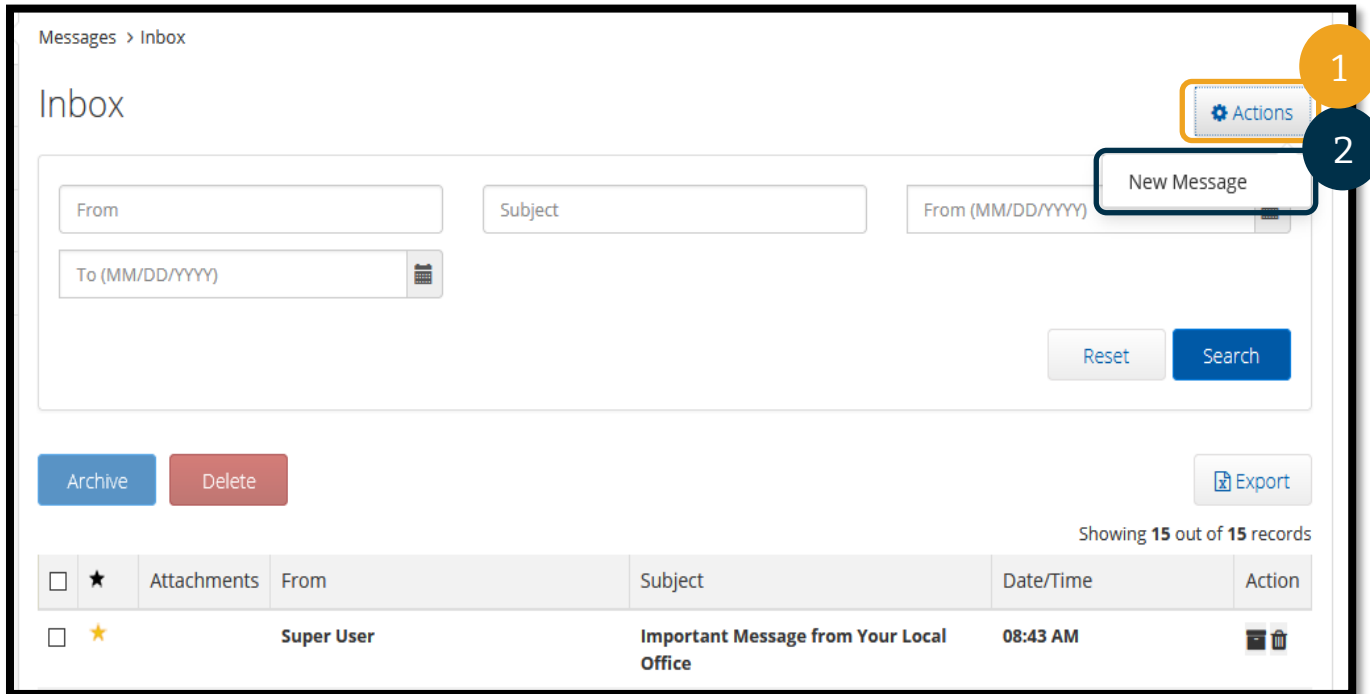 Messages > Inbox
1
Inbox
Actions
2
New Message
From
Subject
From (MM/DD/YYYY)
To (MM/DD/YYYY)
Reset
Search
Archive
Delete
Export
Showing 15 out of 15 records
Attachments From Subject Date/Time Action
Super User Important Message from Your Local 08:43 AM
Office